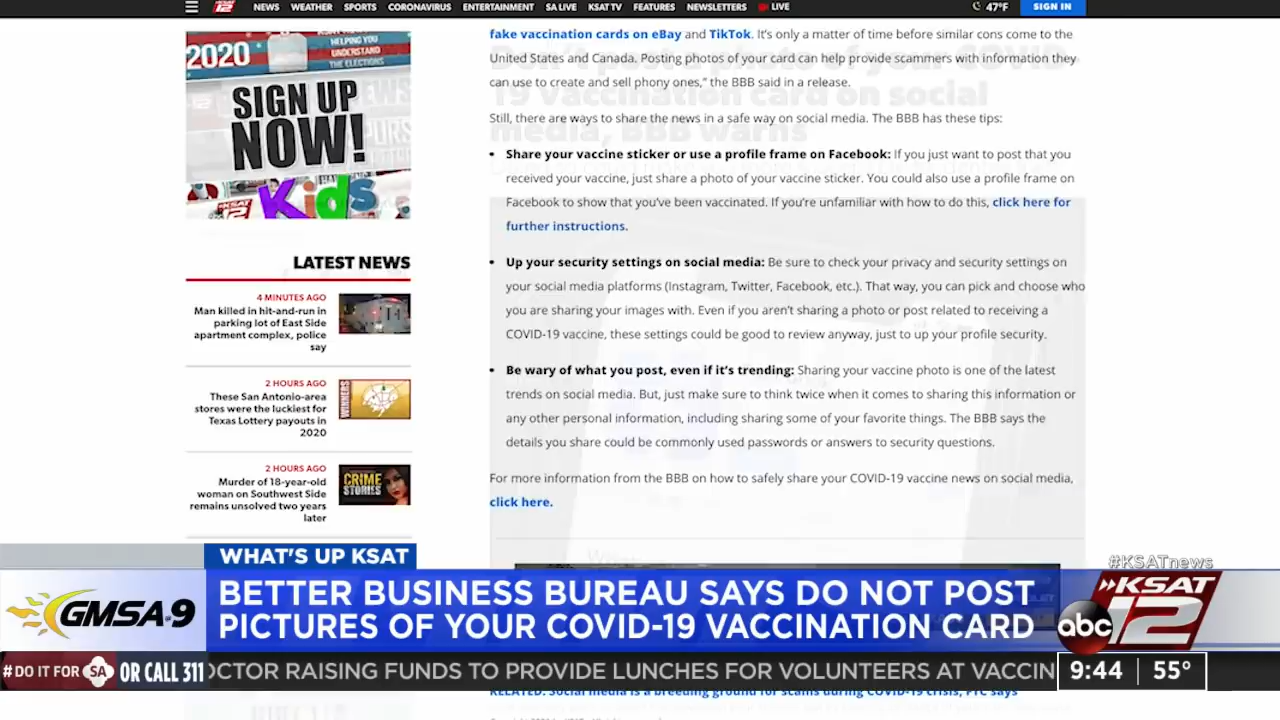 12
NEWS WEATHER SPORTS CORONAVIRUS ENTERTAINMENT SA LIVE KSAT TV FEATURES NEWSLETTERS LIVE 47°F SIGN IN
2020
HELPING YOU
UNDERSTAND
THE ELECTIONS
SIGN UP
NOW!
KSAT
12
Kids
LATEST NEWS
4 MINUTES AGO
Man killed in hit-and-run in
parking lot of East Side
apartment complex, police
say
2 HOURS AGO
These San Antonio-area
stores were the luckiest for
Texas Lottery payouts in
2020
WINNERS
2 HOURS AGO
Murder of 18-year-old
woman on Southwest Side
remains unsolved two years
later
CRIME
STORIES
fake vaccination cards on eBay and TikTok. It's only a matter of time before similar cons come to the
United States and Canada. Posting photos of your card can help provide scammers with information they
can use to create and sell phony ones," the BBB said in a release.
19 vaccination card on social
media, BBB warns
Still, there are ways to share the news in a safe way on social media. The BBB has these tips:
• Share your vaccine sticker or use a profile frame on Facebook: If you just want to post that you
received your vaccine, just share a photo of your vaccine sticker. You could also use a profile frame on
Facebook to show that you've been vaccinated. If you're unfamiliar with how to do this, click here for
further instructions.
• Up your security settings on social media: Be sure to check your privacy and security settings on
your social media platforms (Instagram, Twitter, Facebook, etc.). That way, you can pick and choose who
you are sharing your images with. Even if you aren't sharing a photo or post related to receiving a
COVID-19 vaccine, these settings could be good to review anyway, just to up your profile security.
• Be wary of what you post, even if it's trending: Sharing your vaccine photo is one of the latest
trends on social media. But, just make sure to think twice when it comes to sharing this information or
any other personal information, including sharing some of your favorite things. The BBB says the
details you share could be commonly used passwords or answers to security questions.
For more information from the BBB on how to safely share your COVID-19 vaccine news on social media,
click here.
WHAT'S UP KSAT
#KSATnews
GMSA@9
BETTER BUSINESS BUREAU SAYS DO NOT POST
PICTURES OF YOUR COVID-19 VACCINATION CARD
abc
KSAT
12
#DO IT FOR SA OR CALL 311
OCTOR RAISING FUNDS TO PROVIDE LUNCHES FOR VOLUNTEERS AT VACCIN
9:44 55°
RELATED: Social media is a breeding ground for scams during COVID-19 crisis, FTC says